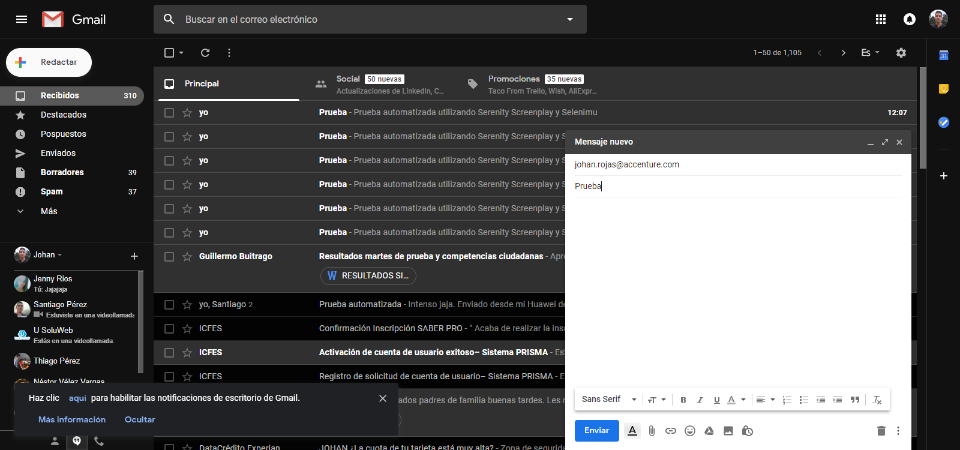 Gmail
Buscar en el correo electrónico
Redactar
1–50 de 1,105
Es
Recibidos 310
Destacados
Pospuestos
Enviados
Borradores 39
Spam 37
Más
Principal
Social 50 nuevas
Actualizaciones de LinkedIn, C...
Promociones 35 nuevas
Taco From Trello, Wish, AliExpr...
yo Prueba - Prueba automatizada utilizando Serenity Screenplay y Selenimu 12:07
yo Prueba - Prueba automatizada utilizando Serenity Screenplay y Selenimu
yo Prueba - Prueba automatizada utilizando Serenity Screenplay
yo Prueba - Prueba automatizada utilizando Serenity Screenplay
yo Prueba - Prueba automatizada utilizando Serenity Screenplay
yo Prueba - Prueba automatizada utilizando Serenity Screenplay
Guillermo Buitrago Resultados martes de prueba y competencias ciudadanas - Apre
W RESULTADOS SI...
yo, Santiago 2 Prueba automatizada - Intenso jaja. Enviado desde mi Huawei de
ICFES Confirmación Inscripción SABER PRO - " Acaba de realizar la insc
ICFES Activación de cuenta de usuario exitoso– Sistema PRISMA - Es
ICFES Registro de solicitud de cuenta de usuario– Sistema PRISMA - E
ados padres de familia buenas tardes. Les
DataCrédito Experian JOHAN ¿La cuota de tu tarjeta está muy alta? - Zona de segurid
Johan
Jenny Rios
Tú: Jajajaja
Santiago Pérez
Estuviste en una videollamada
U SoluWeb
Estás en una videollamada.
Thiago Pérez
Néstor Vélez Vargas
Haz clic aquí para habilitar las notificaciones de escritorio de Gmail.
Más información Ocultar
Mensaje nuevo
johan.rojas@accenture.com
Prueba
Sans Serif
B I U A
Enviar A